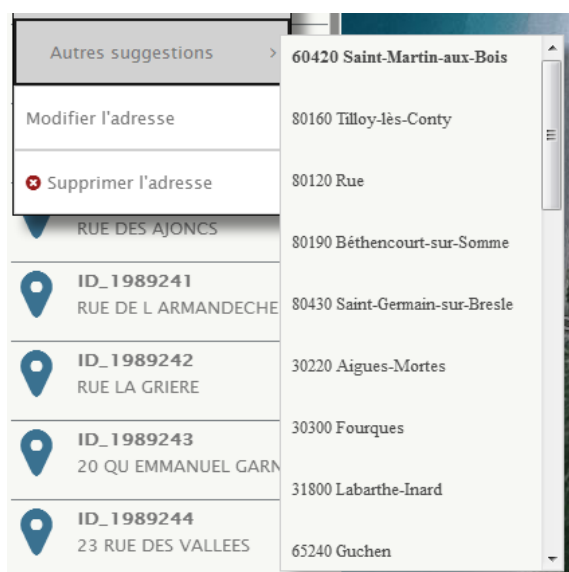 Autres suggestions >
Modifier l'adresse
Supprimer l'adresse
RUE DES AJONCS
ID_1989241
RUE DE L ARMANDECHE
ID_1989242
RUE LA GRIERE
ID_1989243
20 QU EMMANUEL GARN
ID_1989244
23 RUE DES VALLEES
60420 Saint-Martin-aux-Bois
80160 Tilloy-lès-Conty
80120 Rue
80190 Béthencourt-sur-Somme
80430 Saint-Germain-sur-Bresle
30220 Aigues-Mortes
30300 Fourques
31800 Labarthe-Inard
65240 Guchen